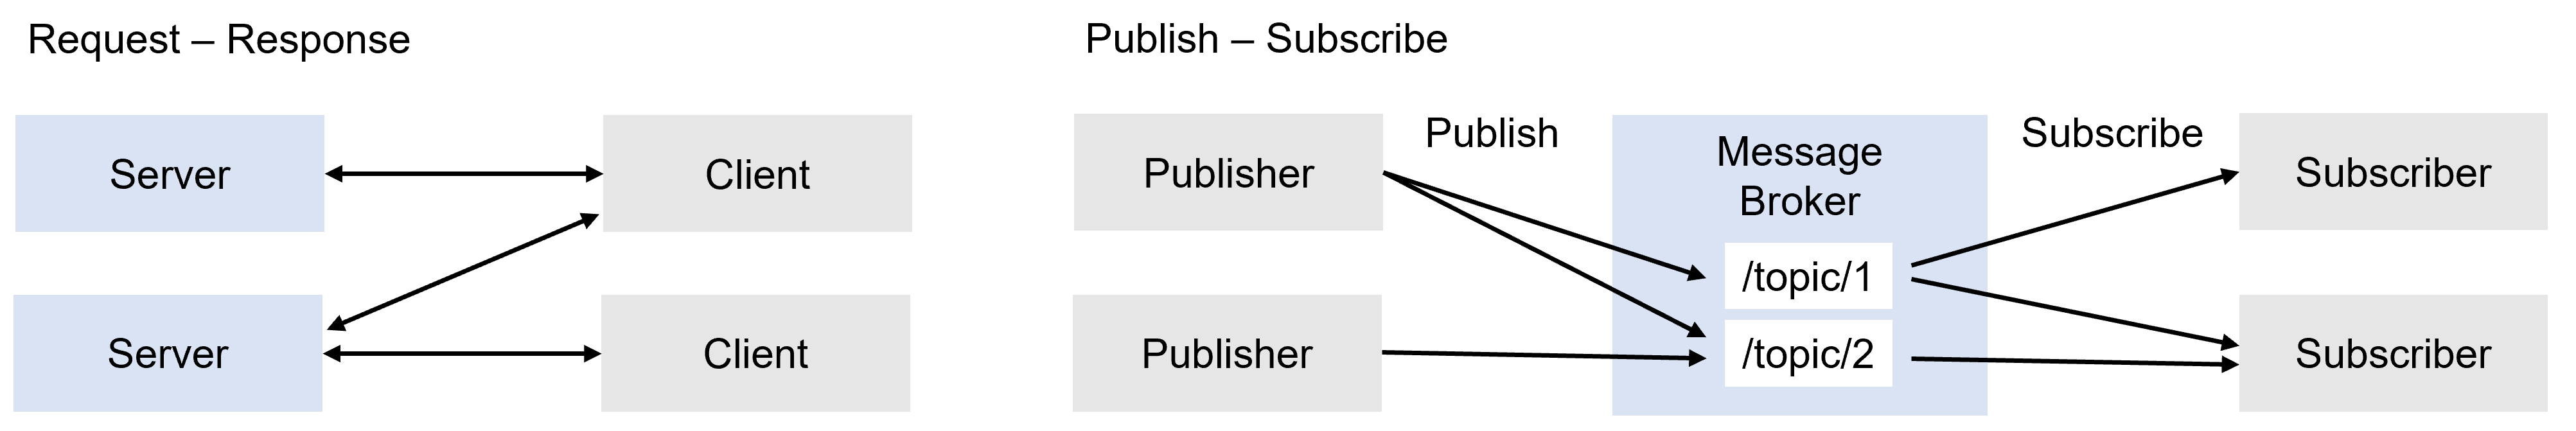 Request – Response
Server
Client
Server
Client
Publish – Subscribe
Publisher
Publisher
Publish
Message
Broker
/topic/1
/topic/2
Subscribe
Subscriber
Subscriber